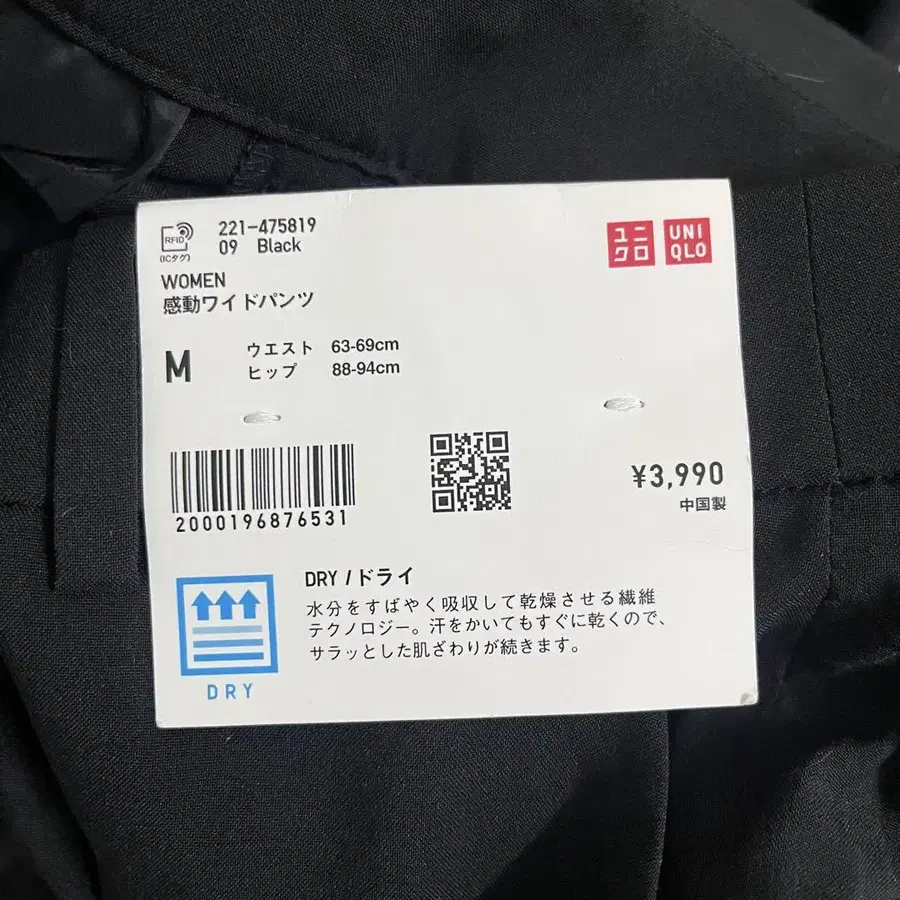 RFID
(ICタグ)
221-475819
09 Black
ユニクロ
UNIQLO
WOMEN
感動ワイドパンツ
M
ウエスト 63-69cm
ヒップ 88-94cm
¥3,990
中国製
2000196876531
DRY
DRY / ドライ
水分をすばやく吸収して乾燥させる繊維
テクノロジー。汗をかいてもすぐに乾くので、
サラッとした肌ざわりが続きます。